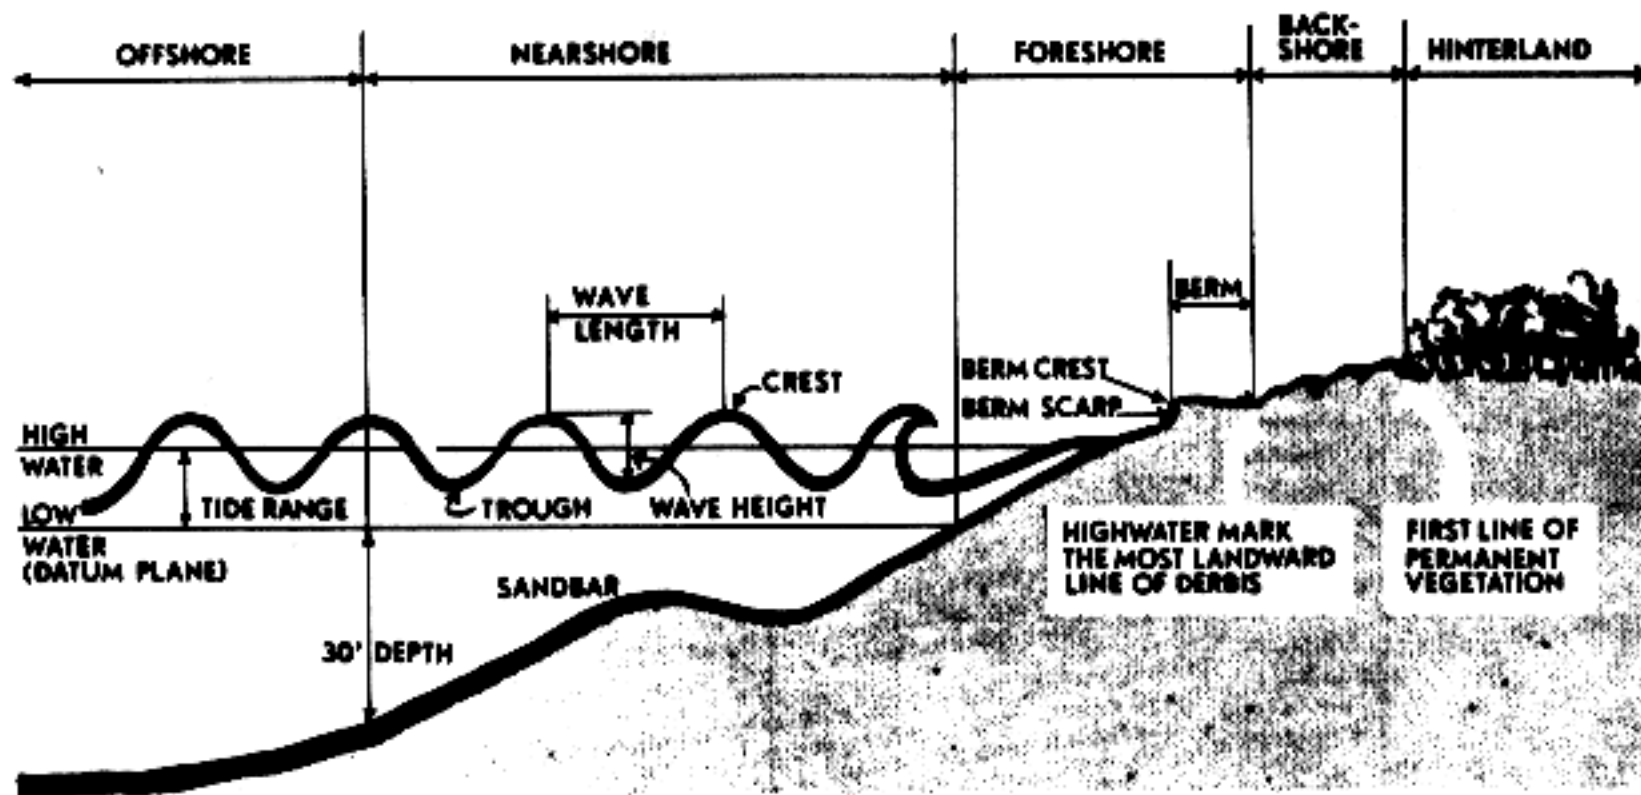 OFFSHORE
NEARSHORE
FORESHORE
BACK-
SHORE
HINTERLAND
WAVE
LENGTH
BERM
CREST
BERM CREST
BERM SCARP
HIGH
WATER
LOW
WATER
(DATUM PLANE)
TIDE RANGE
TROUGH
WAVE HEIGHT
SANDBAR
30' DEPTH
HIGHWATER MARK
THE MOST LANDWARD
LINE OF DERBIS
FIRST LINE OF
PERMANENT
VEGETATION